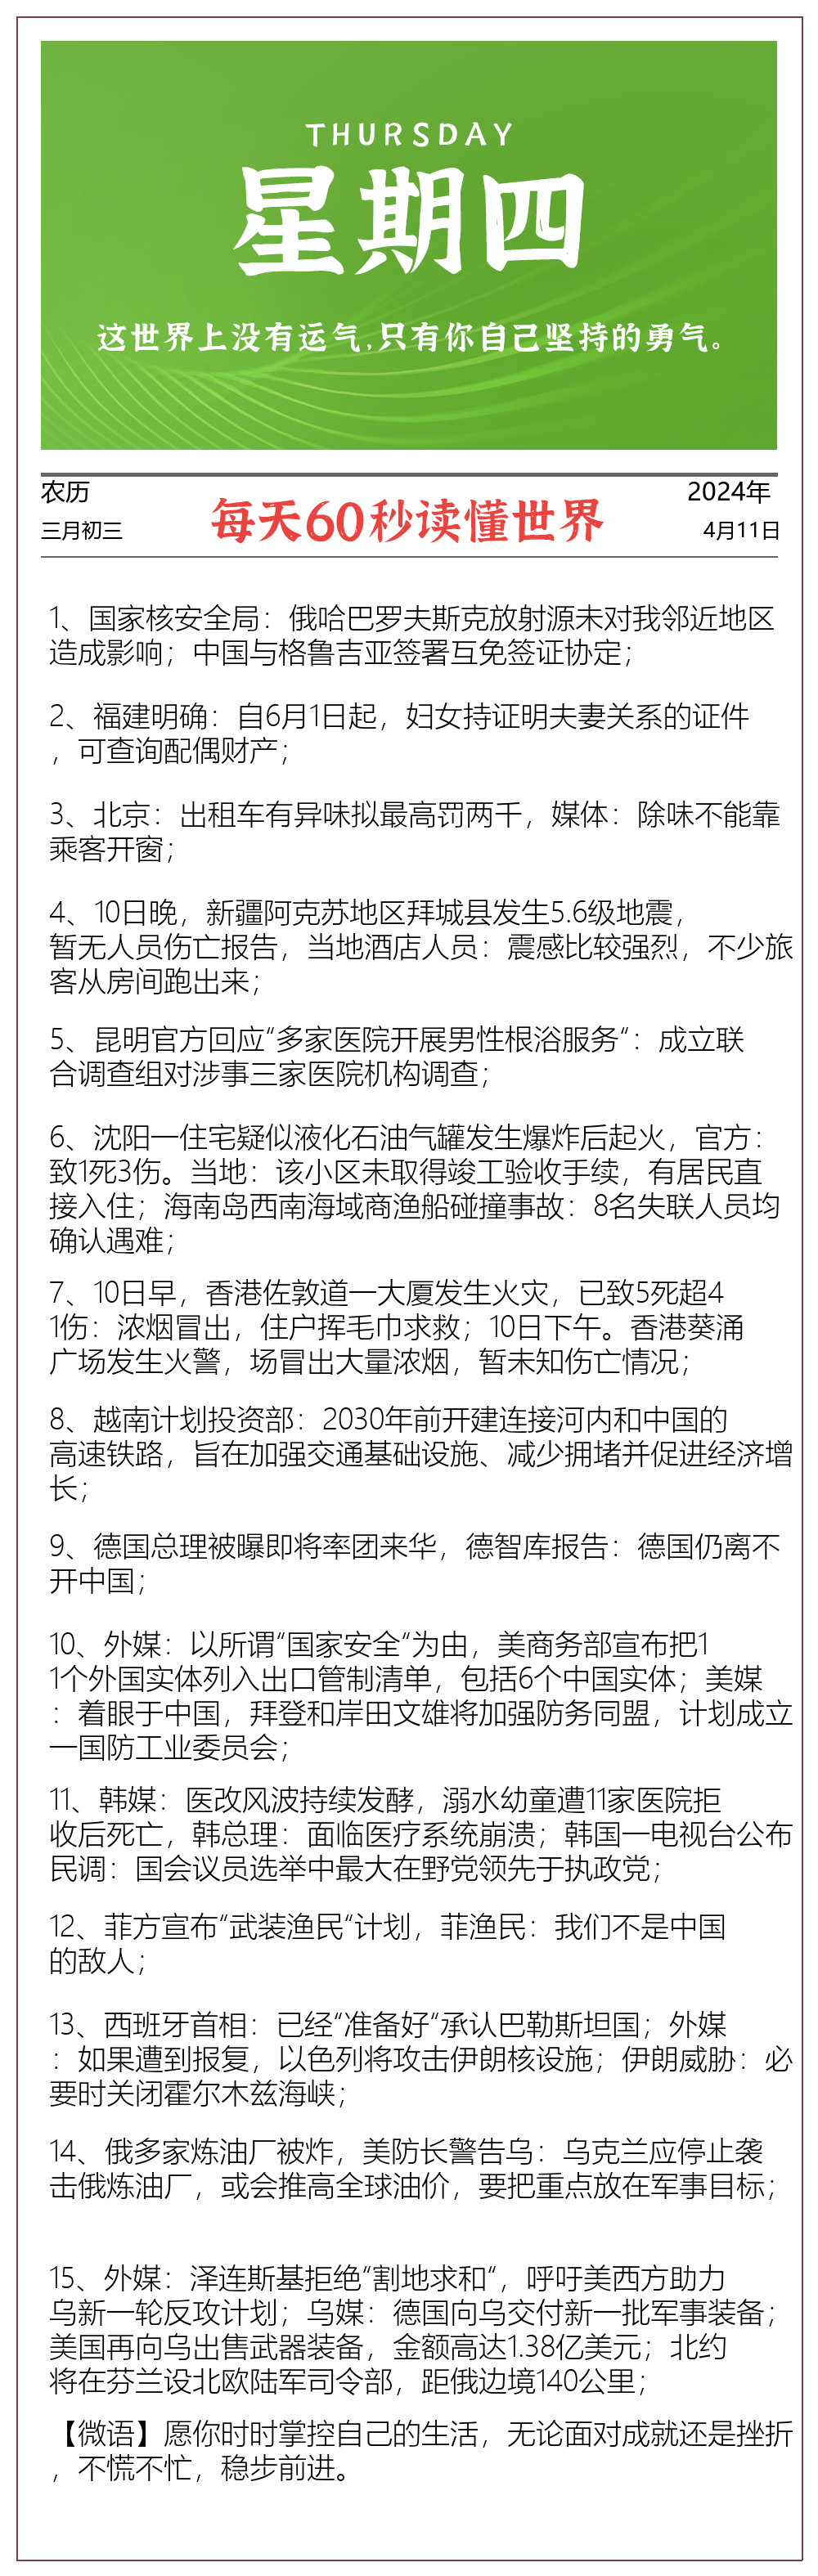 THURSDAY
星期四
这世界上没有运气,只有你自己坚持的勇气。
农历
2024年
每天60秒读懂世界
三月初三
4月11日
1、国家核安全局：俄哈巴罗夫斯克放射源未对我邻近地区
造成影响；中国与格鲁吉亚签署互免签证协定；
2、福建明确：自6月1日起，妇女持证明夫妻关系的证件
，可查询配偶财产；
3、北京：出租车有异味拟最高罚两千，媒体：除味不能靠
乘客开窗；
4、10日晚，新疆阿克苏地区拜城县发生5.6级地震，
暂无人员伤亡报告，当地酒店人员：震感比较强烈，不少旅
客从房间跑出来；
5、昆明官方回应“多家医院开展男性根浴服务“：成立联
合调查组对涉事三家医院机构调查；
6、沈阳一住宅疑似液化石油气罐发生爆炸后起火，官方：
致1死3伤。当地：该小区未取得竣工验收手续，有居民直
接入住；海南岛西南海域商渔船碰撞事故：8名失联人员均
确认遇难；
7、10日早，香港佐敦道一大厦发生火灾，已致5死超4
1伤：浓烟冒出，住户挥毛巾求救；10日下午。香港葵涌
广场发生火警，场冒出大量浓烟，暂未知伤亡情况；
8、越南计划投资部：2030年前开建连接河内和中国的
高速铁路，旨在加强交通基础设施、减少拥堵并促进经济增
长；
9、德国总理被曝即将率团来华，德智库报告：德国仍离不
开中国；
10、外媒：以所谓“国家安全“为由，美商务部宣布把1
1个外国实体列入出口管制清单，包括6个中国实体；美媒
：着眼于中国，拜登和岸田文雄将加强防务同盟，计划成立
一国防工业委员会；
11、韩媒：医改风波持续发酵，溺水幼童遭11家医院拒
收后死亡，韩总理：面临医疗系统崩溃；韩国一电视台公布
民调：国会议员选举中最大在野党领先于执政党；
12、菲方宣布“武装渔民“计划，菲渔民：我们不是中国
的敌人；
13、西班牙首相：已经“准备好“承认巴勒斯坦国；外媒
：如果遭到报复，以色列将攻击伊朗核设施；伊朗威胁：必
要时关闭霍尔木兹海峡；
14、俄多家炼油厂被炸，美防长警告乌：乌克兰应停止袭
击俄炼油厂，或会推高全球油价，要把重点放在军事目标；
15、外媒：泽连斯基拒绝“割地求和“，呼吁美西方助力
乌新一轮反攻计划；乌媒：德国向乌交付新一批军事装备；
美国再向乌出售武器装备，金额高达1.38亿美元；北约
将在芬兰设北欧陆军司令部，距俄边境140公里；
【微语】愿你时时掌控自己的生活，无论面对成就还是挫折
，不慌不忙，稳步前进。